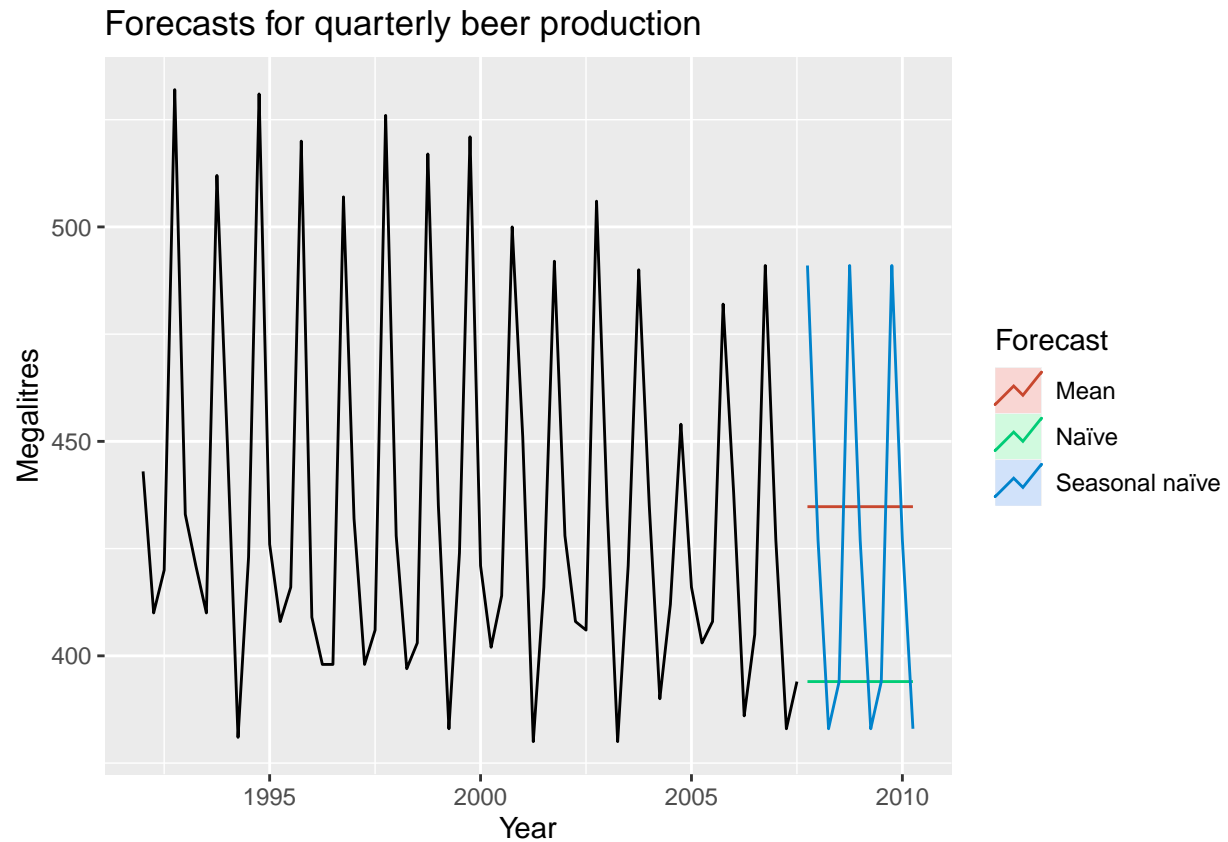 Forecasts for quarterly beer production
Megalitres
500
450
400
1995
2000
2005
2010
Year
Forecast
Mean
Naïve
Seasonal naïve